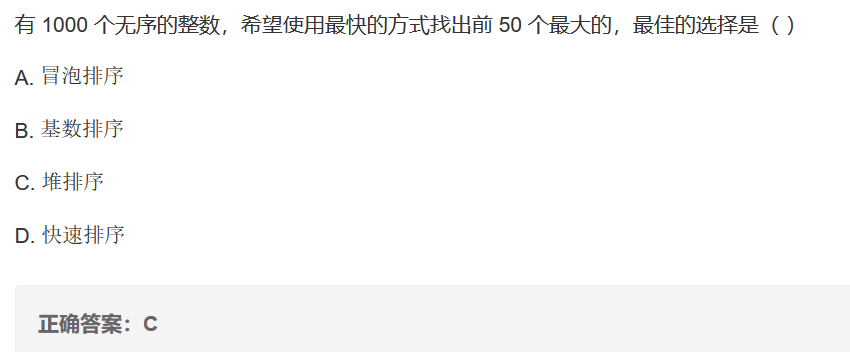 有 1000 个无序的整数，希望使用最快的方式找出前 50 个最大的，最佳的选择是（ ）
A. 冒泡排序
B. 基数排序
C. 堆排序
D. 快速排序
正确答案：C